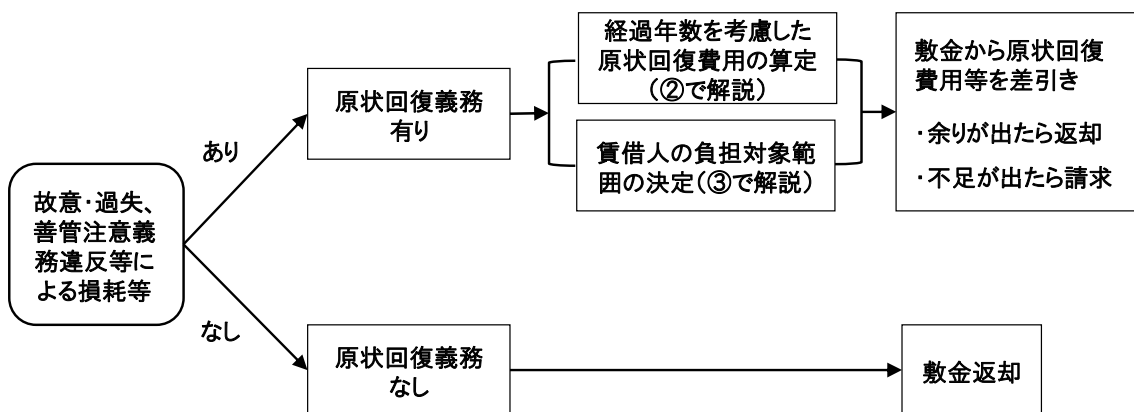 故意・過失、
善管注意義
務違反等に
よる損耗等
あり
原状回復義務
有り
経過年数を考慮した
原状回復費用の算定
(②で解説)
賃借人の負担対象範
囲の決定(③で解説)
敷金から原状回復
費用等を差引き
・余りが出たら返却
・不足が出たら請求
なし
原状回復義務
なし
敷金返却